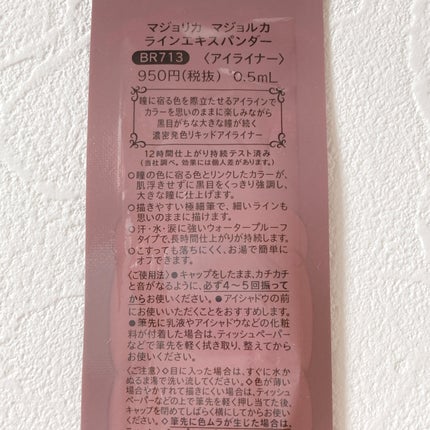 マジョリカ マジョルカ
ラインエキスパンダー
BR713 〈アイライナー〉
950円(税抜) 0.5mL
瞳に宿る色を際立たせるアイラインで
カラーを思いのままに楽しみながら
黒目がちな大きな瞳が続く
濃密発色リキッドアイライナー
12時間仕上がり持続テスト済み
(当社調べ。効果には個人差があります。)
○瞳の色に宿る色とリンクしたカラーが、
肌浮きせずに黒目をくっきり強調し、
大きな瞳に仕上げます。
○描きやすい極細筆で、細いラインも
思いのままに描けます。
○汗・水・涙に強いウォータープルーフ
タイプで、長時間仕上がりが持続します。
○こすっても落ちにくく、お湯で簡単に
オフできます。
〈ご使用法〉●キャップをしたまま、カチカチ
と音がなるように、必ず4~5回振って
からお使いください。●アイシャドウの前
にお使いいただくことをおすすめします。
●筆先に乳液やアイシャドウなどの化粧
料が付着した場合は、ティッシュペーパー
などで筆先を軽く拭き取り、整えてから
お使いください。
〈ご注意〉◇目に入った場合は、すぐに水か
ぬるま湯で洗い流してください。◇色が薄い
場合やかすれて描きにくい場合は、ティッシュ
ペーパーなどの上で筆先を軽く押し当てた後、
キャップを閉めてしばらく横にしてからお使い
ください。◇筆先に色ムラが生じた場合は、